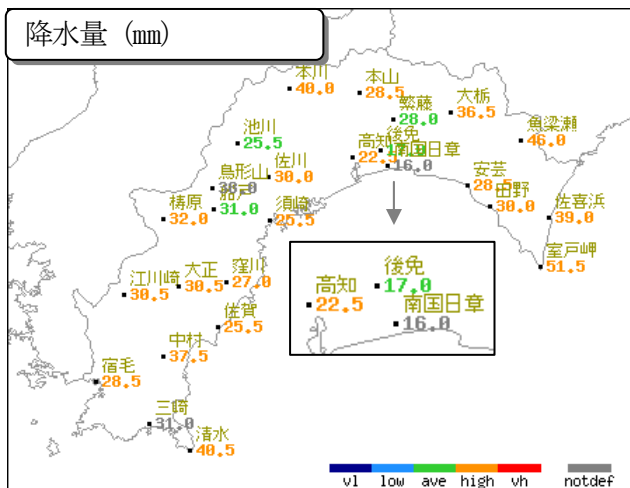 降水量 (mm)
本川
40.0
本山
28.5
繁藤
28.0
大栃
36.5
魚梁瀬
46.0
池川
25.5
高知
22.5
後免
17.0
南国日章
16.0
鳥形山
38.0
佐川
30.0
船戸
31.0
梼原
32.0
須崎
25.5
安芸
28.5
田野
30.0
佐喜浜
39.0
室戸岬
51.5
江川崎
30.5
大正
30.5
窪川
27.0
佐賀
25.5
高知
22.5
後免
17.0
南国日章
16.0
中村
37.5
宿毛
28.5
三崎
31.0
清水
40.5
vl low ave high vh notdef